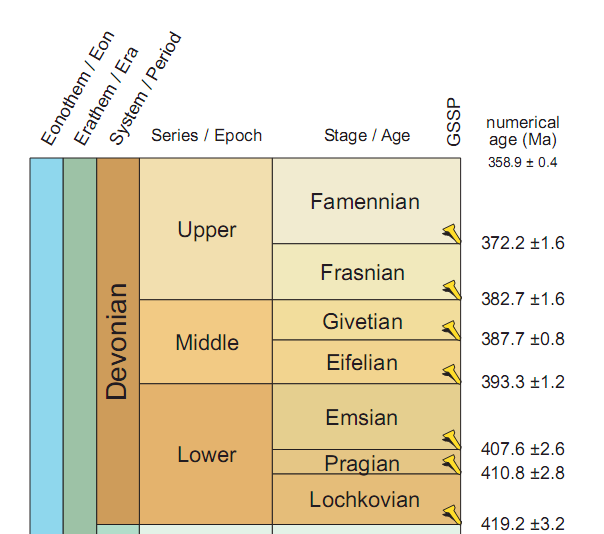 Eonothem / Eon
Erathem / Era
System / Period
Series / Epoch
Stage / Age
GSSP
numerical
age (Ma)
358.9 ± 0.4
Devonian
Upper
Famennian
372.2 ±1.6
Frasnian
382.7 ±1.6
Middle
Givetian
387.7 ±0.8
Eifelian
393.3 ±1.2
Lower
Emsian
407.6 ±2.6
Pragian
410.8 ±2.8
Lochkovian
419.2 ±3.2